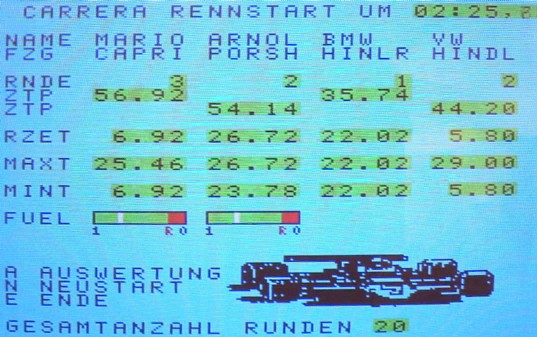 CARRERA RENNSTART UM 02:25,8
NAME MARIO ARNOL BMW VW
FZG CAPRI PORSH HINLR HINDL
RNDE 3 2 1 2
ZTP 56.92 35.74
ZTP 54.14 44.20
RZET 6.92 26.72 22.02 5.80
MAXT 25.46 26.72 22.02 29.00
MINT 6.92 23.78 22.02 5.80
FUEL
1 R 0 1 R 0
A AUSWERTUNG
N NEUSTART
E ENDE
GESAMTANZAHL RUNDEN 20